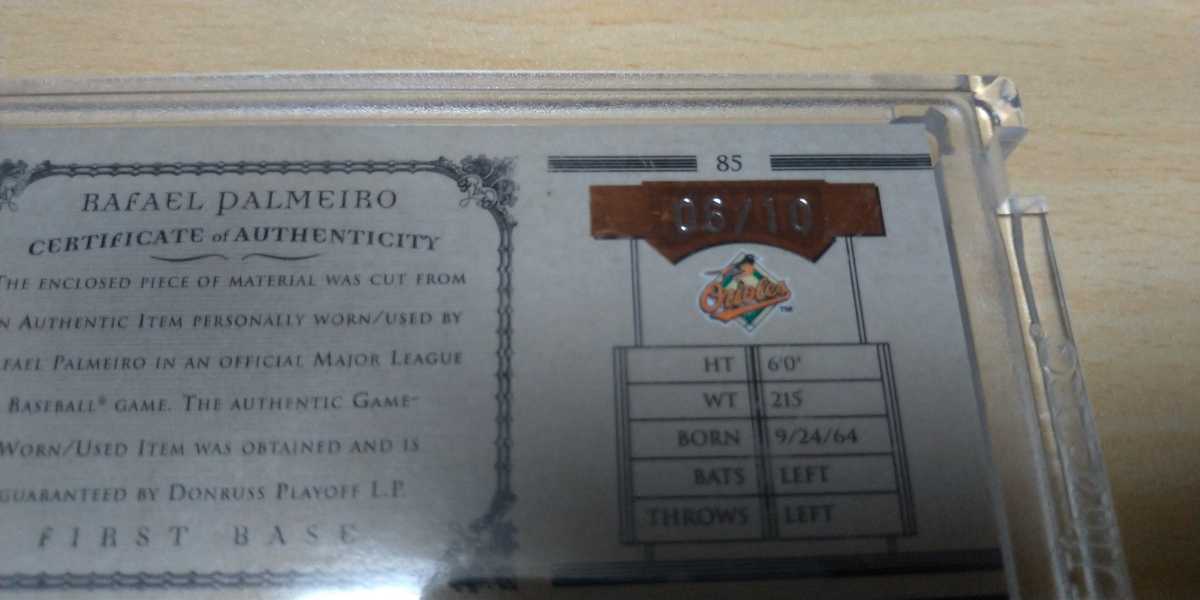 RAFAEL PALMEIRO
CERTIFICATE of AUTHENTICITY
THE ENCLOSED PIECE OF MATERIAL WAS CUT FROM
N AUTHENTIC ITEM PERSONALLY WORN/USED BY
FAEL PALMEIRO IN AN OFFICIAL MAJOR LEAGUE
BASEBALL® GAME. THE AUTHENTIC GAME-
WORN/USED ITEM WAS OBTAINED AND IS
GUARANTEED BY DONRUSS PLAYOFF L.P.
FIRST BASE
85
06/10
Orioles TM
HT 6'0'
WT 215
BORN 9/24/64
BATS LEFT
THROWS LEFT